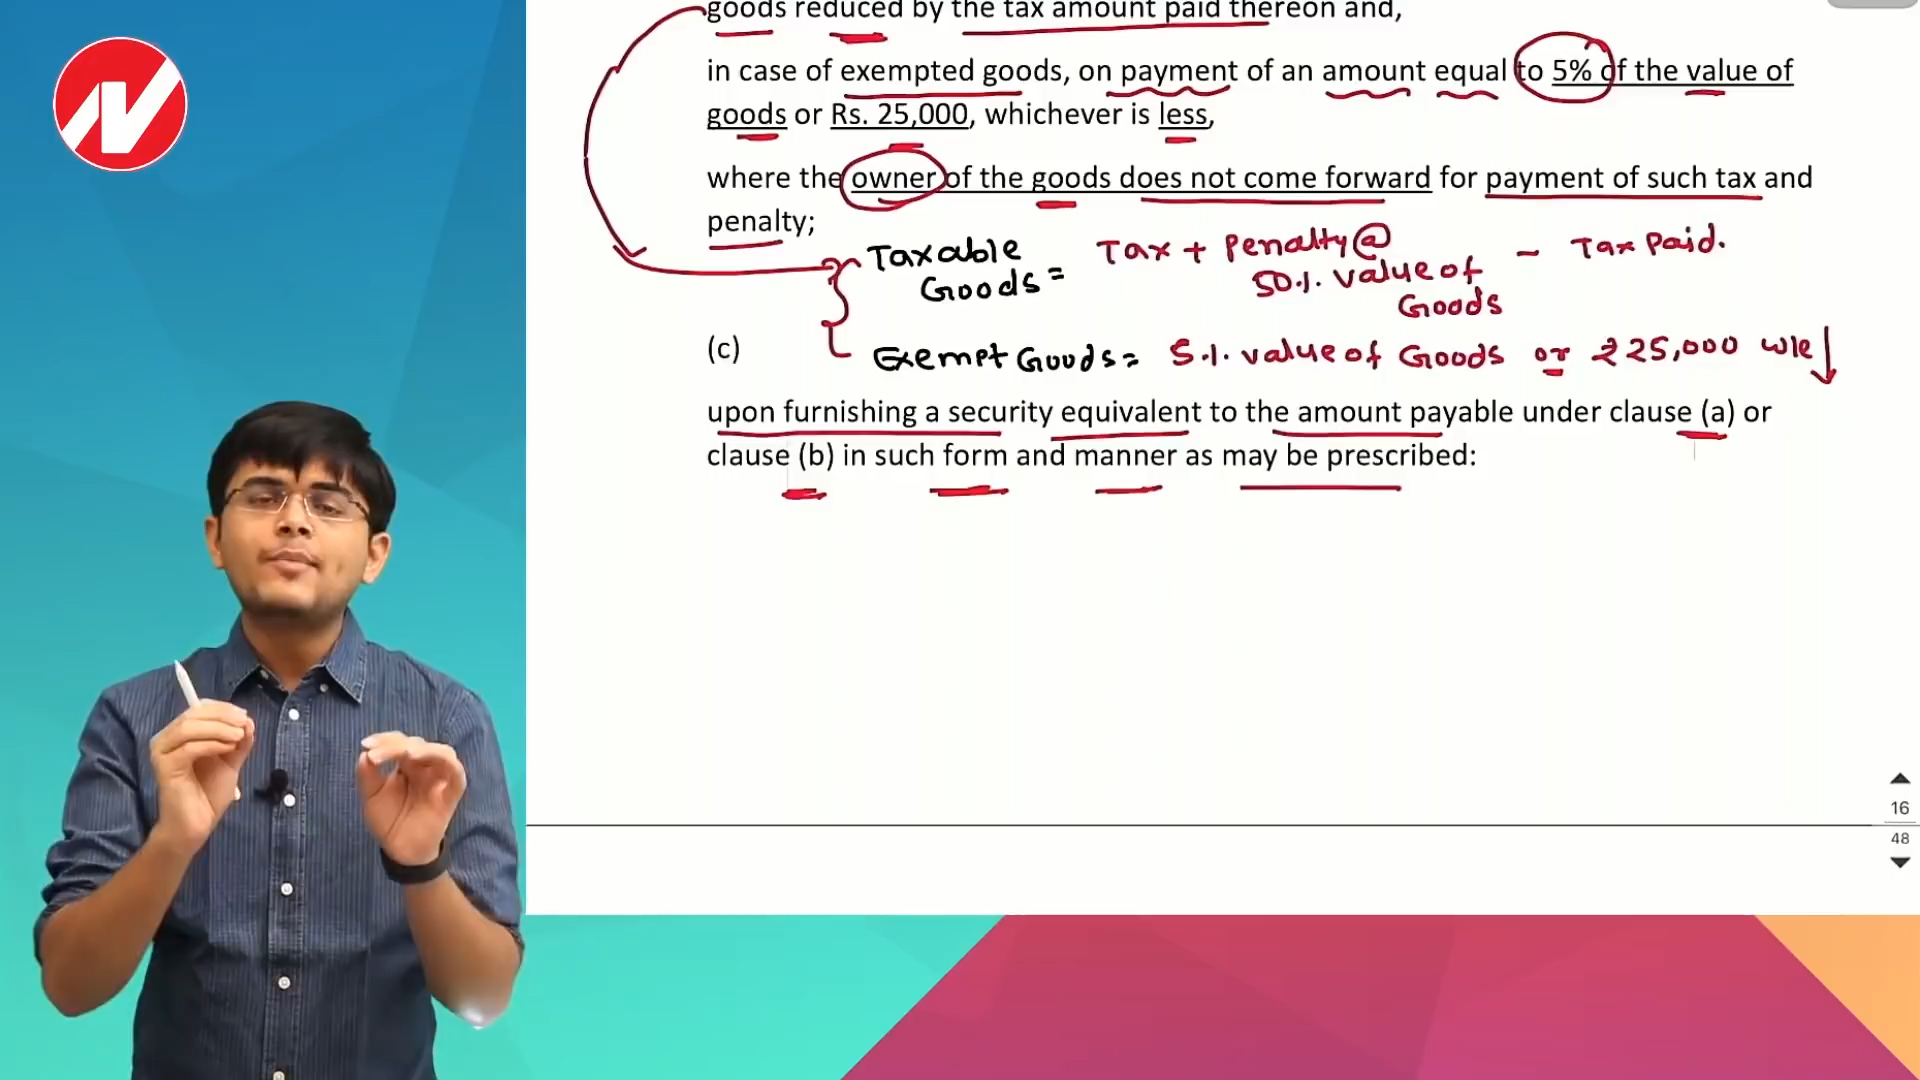 goods reduced by the tax amount paid thereon and,
in case of exempted goods, on payment of an amount equal to 5% of the value of
goods or Rs. 25,000, whichever is less,
where the owner of the goods does not come forward for payment of such tax and
penalty;
Taxable Goods = Tax + Penalty @ 50% value of Goods - Tax Paid.
(c)
Exempt Goods = 5% value of Goods or ₹25,000 wie ↓
upon furnishing a security equivalent to the amount payable under clause (a) or
clause (b) in such form and manner as may be prescribed:
16
48